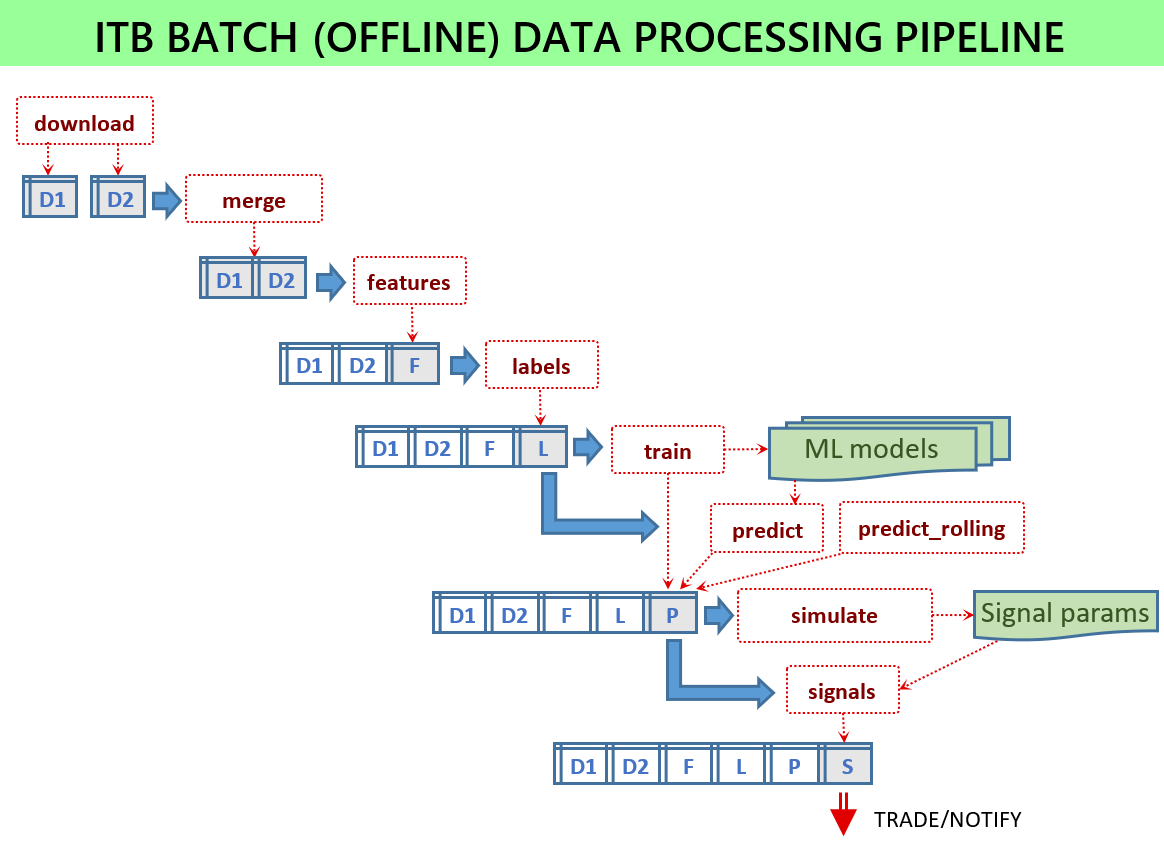 ITB BATCH (OFFLINE) DATA PROCESSING PIPELINE
download
D1 D2
merge
D1 D2
features
D1 D2 F
labels
D1 D2 F L
train
ML models
predict
predict_rolling
D1 D2 F L P
simulate
Signal params
signals
D1 D2 F L P S
TRADE/NOTIFY